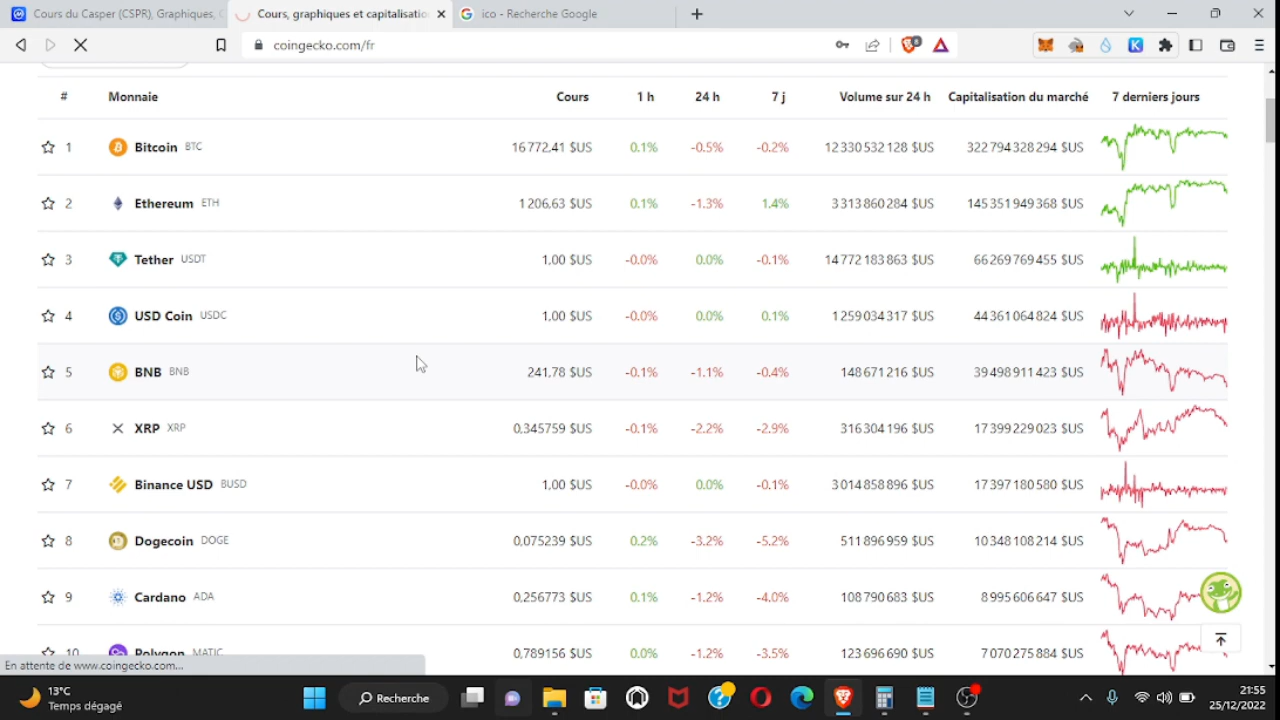 Cours du Casper (CSPR), Graphiques, C
Cours, graphiques et capitalisatio
ico - Recherche Google
coingecko.com/fr
# Monnaie Cours 1 h 24 h 7 j Volume sur 24 h Capitalisation du marché 7 derniers jours
1 Bitcoin BTC 16 772,41 $US 0.1% -0.5% -0.2% 12 330 532 128 $US 322 794 328 294 $US
2 Ethereum ETH 1 206,63 $US 0.1% -1.3% 1.4% 3 313 860 284 $US 145 351 949 368 $US
3 Tether USDT 1,00 $US -0.0% 0.0% -0.1% 14 772 183 863 $US 66 269 769 455 $US
4 USD Coin USDC 1,00 $US -0.0% 0.0% 0.1% 1 259 034 317 $US 44 361 064 824 $US
5 BNB BNB 241,78 $US -0.1% -1.1% -0.4% 148 671 216 $US 39 498 911 423 $US
6 XRP XRP 0,345759 $US -0.1% -2.2% -2.9% 316 304 196 $US 17 399 229 023 $US
7 Binance USD BUSD 1,00 $US -0.0% 0.0% -0.1% 3 014 858 896 $US 17 397 180 580 $US
8 Dogecoin DOGE 0,075239 $US 0.2% -3.2% -5.2% 511 896 959 $US 10 348 108 214 $US
9 Cardano ADA 0,256773 $US 0.1% -1.2% -4.0% 108 790 683 $US 8 995 606 647 $US
10 Polygon MATIC 0,789156 $US 0.0% -1.2% -3.5% 123 696 690 $US 7 070 275 884 $US
En attente de www.coingecko.com...
13°C
Temps dégagé
Recherche
21:55
25/12/2022